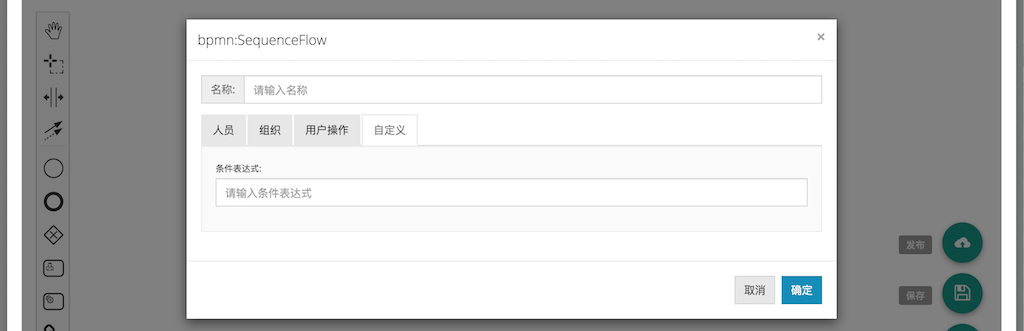 bpmn:SequenceFlow ×
名称: 请输入名称
人员 组织 用户操作 自定义
条件表达式:
请输入条件表达式
发布
取消 确定
保存